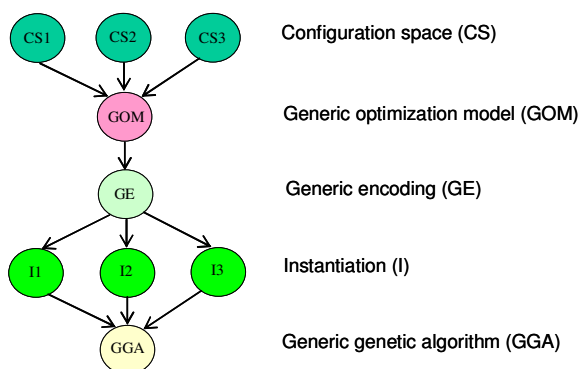 CS1 CS2 CS3 Configuration space (CS)
GOM Generic optimization model (GOM)
GE Generic encoding (GE)
I1 I2 I3 Instantiation (I)
GGA Generic genetic algorithm (GGA)